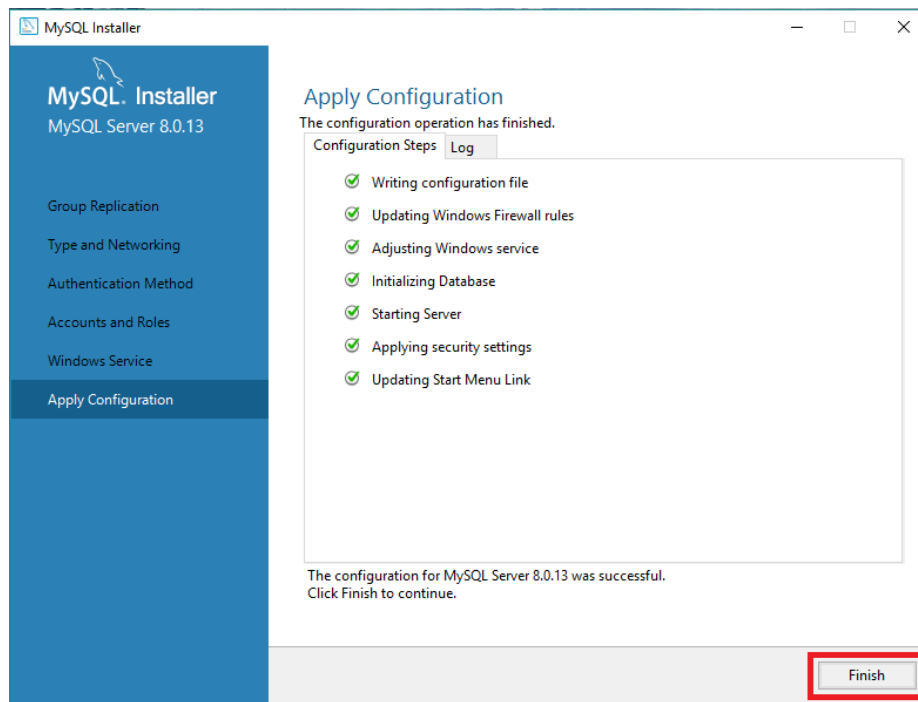 MySQL Installer
MySQL. Installer
MySQL Server 8.0.13
Group Replication
Type and Networking
Authentication Method
Accounts and Roles
Windows Service
Apply Configuration
Apply Configuration
The configuration operation has finished.
Configuration Steps Log
Writing configuration file
Updating Windows Firewall rules
Adjusting Windows service
Initializing Database
Starting Server
Applying security settings
Updating Start Menu Link
The configuration for MySQL Server 8.0.13 was successful.
Click Finish to continue.
Finish